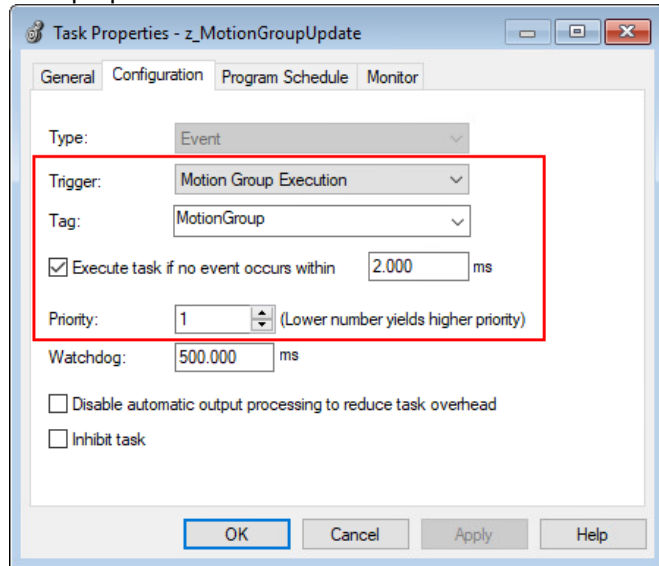 Task Properties - z_MotionGroupUpdate
General Configuration Program Schedule Monitor
Type: Event
Trigger: Motion Group Execution
Tag: MotionGroup
Execute task if no event occurs within 2.000 ms
Priority: 1 (Lower number yields higher priority)
Watchdog: 500.000 ms
Disable automatic output processing to reduce task overhead
Inhibit task
OK Cancel Apply Help